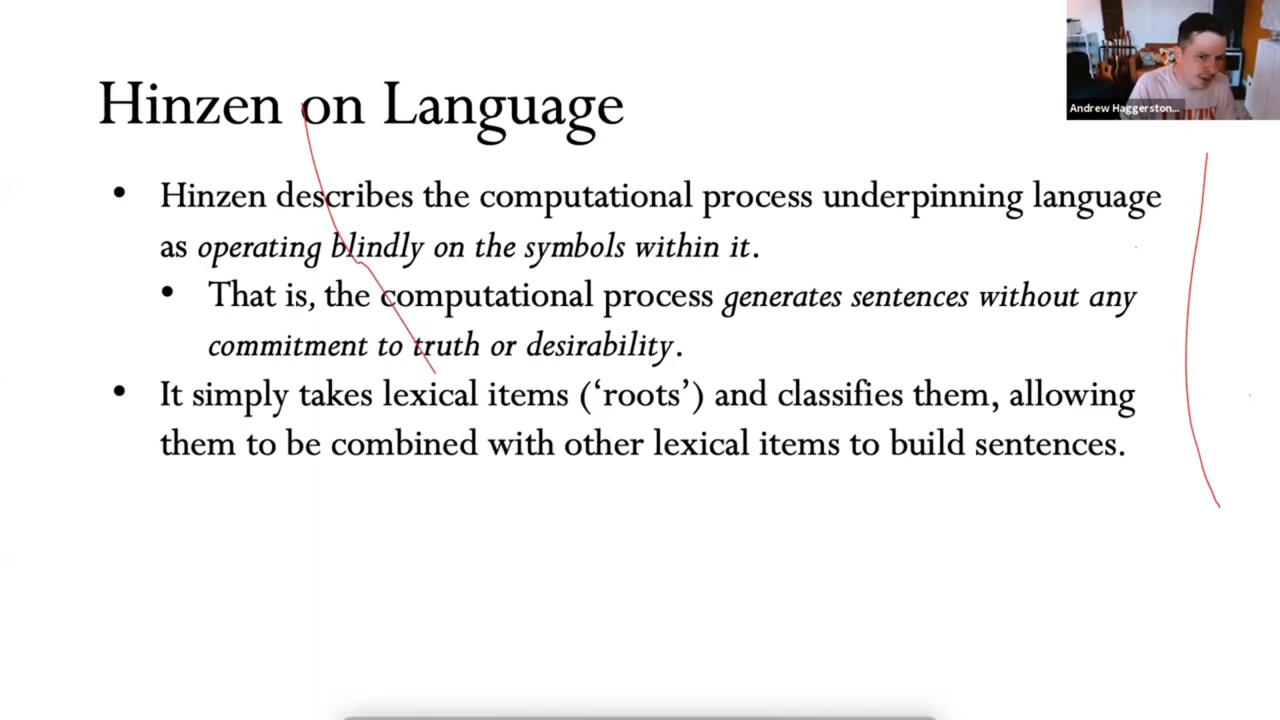 Hinzen on Language
• Hinzen describes the computational process underpinning language
as operating blindly on the symbols within it.
• That is, the computational process generates sentences without any
commitment to truth or desirability.
• It simply takes lexical items (‘roots’) and classifies them, allowing
them to be combined with other lexical items to build sentences.
Andrew Haggerston...